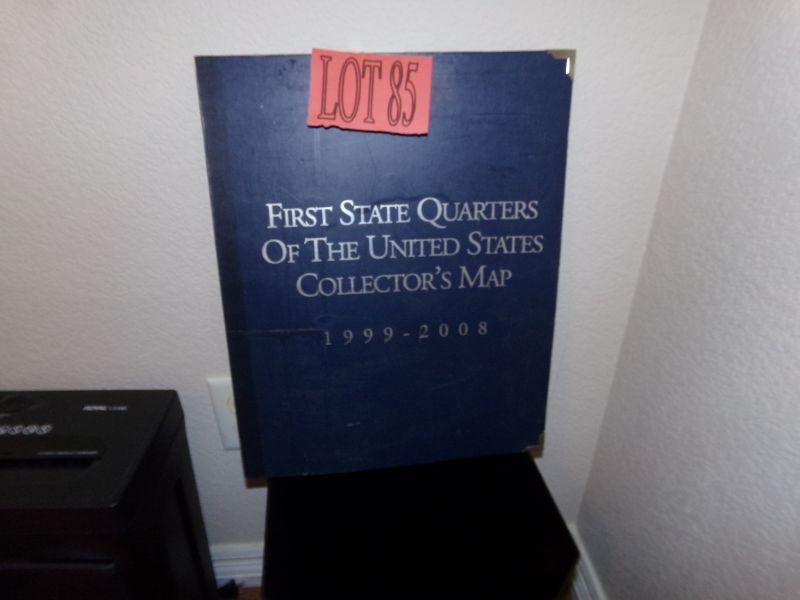 LOT 85
FIRST STATE QUARTERS
OF THE UNITED STATES
COLLECTOR'S MAP
1999-2008